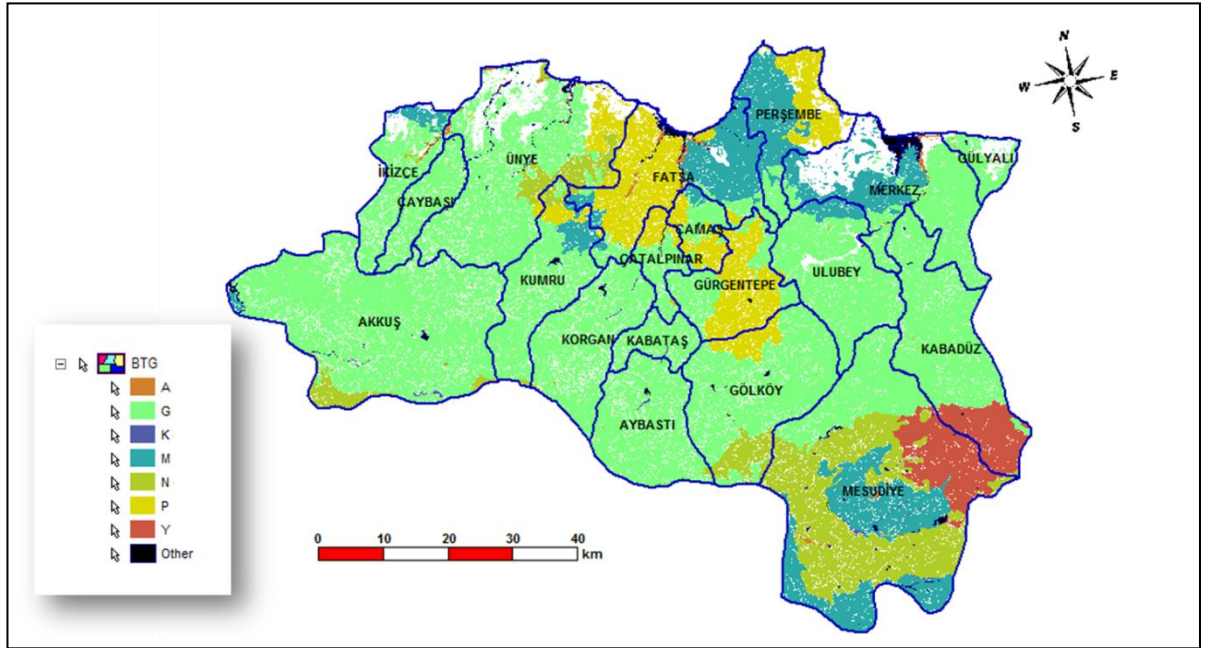 N
W
E
S
PERŞEMBE
GÜLYALI
ÜNYE
İKİZÇE
FATSA
MERKEZ
ÇAYBAŞI
ÇAMAŞ
ÇATALPINAR
ULUBEY
KUMRU
GÜRGENTEPE
AKKUŞ
KORGAN
KABATAŞ
KABADÜZ
GÖLKÖY
AYBASTI
MESUDİYE
BTG
A
G
K
M
N
P
Y
Other
0 10 20 30 40
km